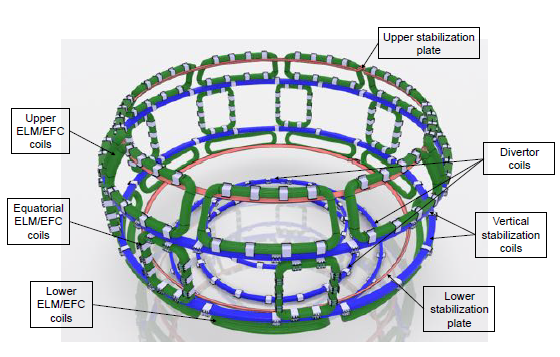 Upper stabilization
plate
Upper
ELM/EFC
coils
Divertor
coils
Equatorial
ELM/EFC
coils
Vertical
stabilization
coils
Lower
ELM/EFC
coils
Lower
stabilization
plate